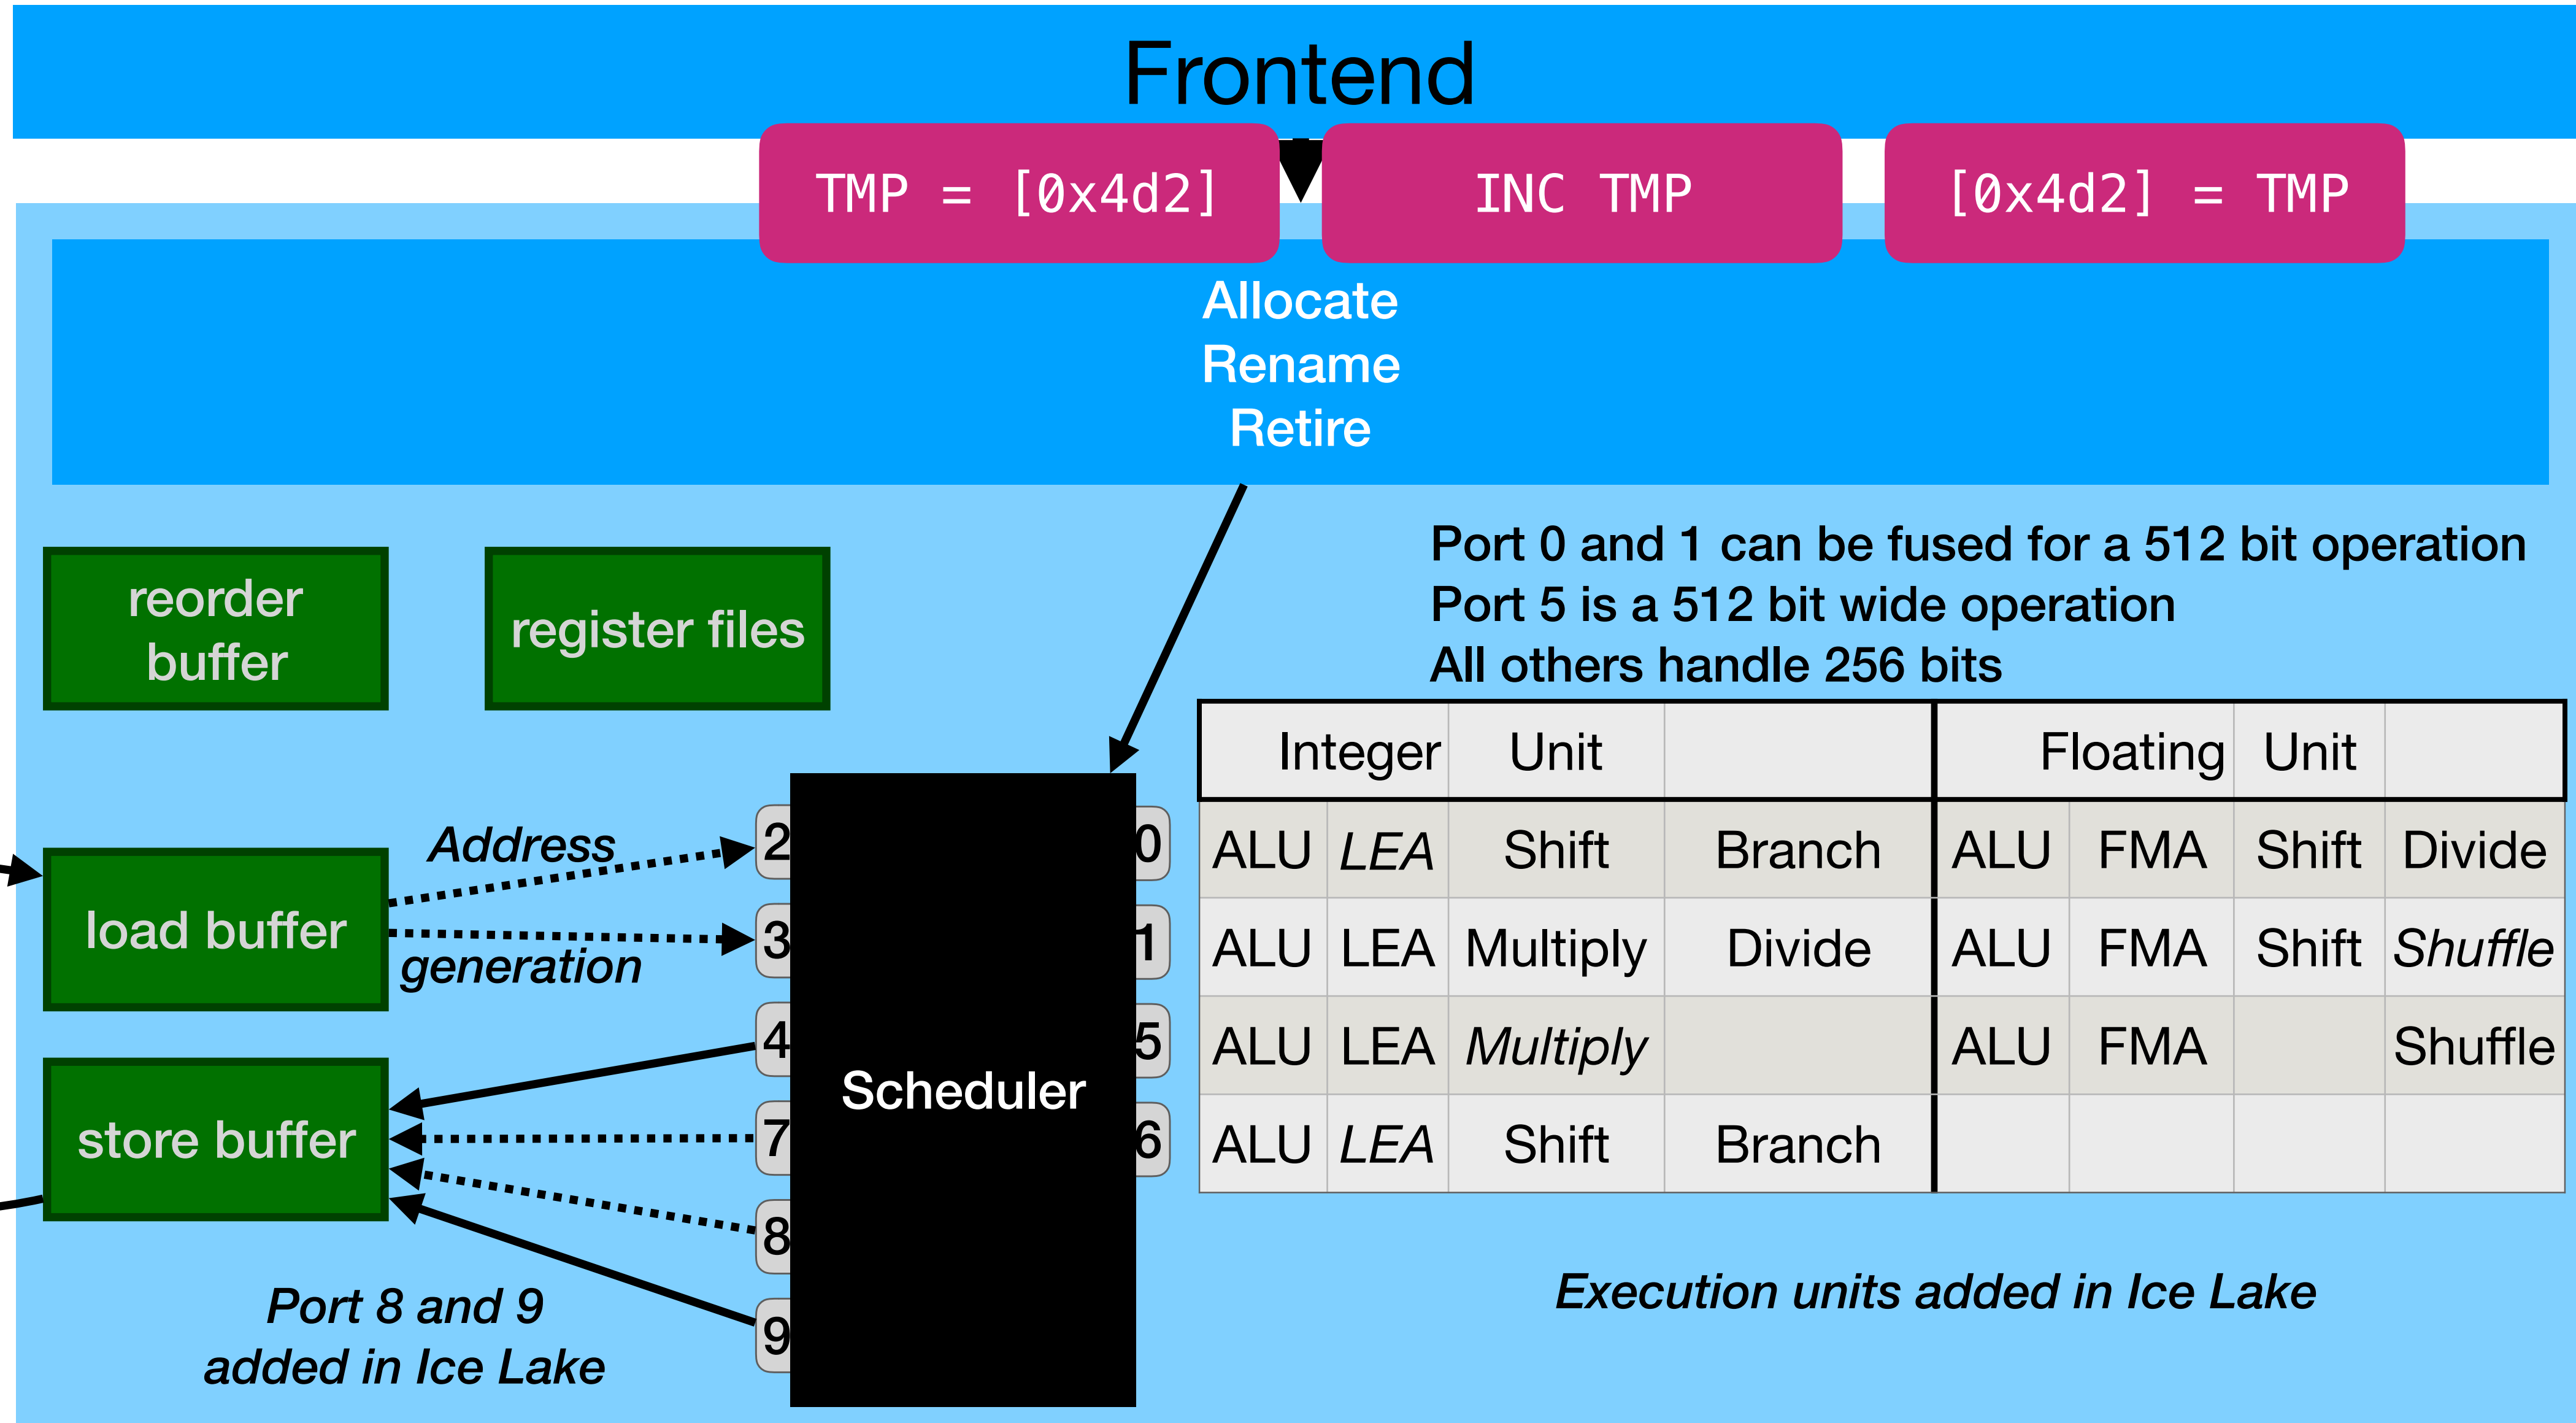 Frontend
TMP = [0x4d2]
INC TMP
[0x4d2] = TMP
Allocate
Rename
Retire
reorder
buffer
register files
Port 0 and 1 can be fused for a 512 bit operation
Port 5 is a 512 bit wide operation
All others handle 256 bits
load buffer
Address
generation
store buffer
Port 8 and 9
added in Ice Lake
2
3
4
7
8
9
Scheduler
0
1
5
6
Integer Unit Floating Unit
ALU LEA Shift Branch ALU FMA Shift Divide
ALU LEA Multiply Divide ALU FMA Shift Shuffle
ALU LEA Multiply ALU FMA Shuffle
ALU LEA Shift Branch
Execution units added in Ice Lake